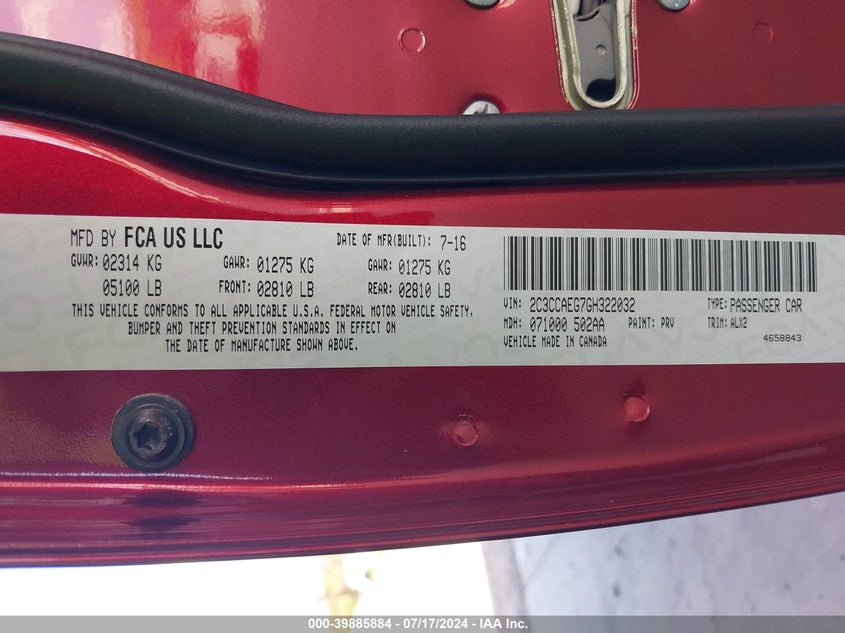 MFD BY FCA US LLC DATE OF MFR(BUILT): 7-16
GVWR: 02314 KG GAWR: 01275 KG GAWR: 01275 KG
05100 LB FRONT: 02810 LB REAR: 02810 LB
THIS VEHICLE CONFORMS TO ALL APPLICABLE U.S.A. FEDERAL MOTOR VEHICLE SAFETY,
BUMPER AND THEFT PREVENTION STANDARDS IN EFFECT ON
THE DATE OF MANUFACTURE SHOWN ABOVE.
VIN: 2C3CCAEG7GH322032 TYPE: PASSENGER CAR
MDH: 071000 502AA PAINT: PRV TRIM: ALX2
VEHICLE MADE IN CANADA 4658843
000-39885884 / 07/17/2024 - IAA Inc.